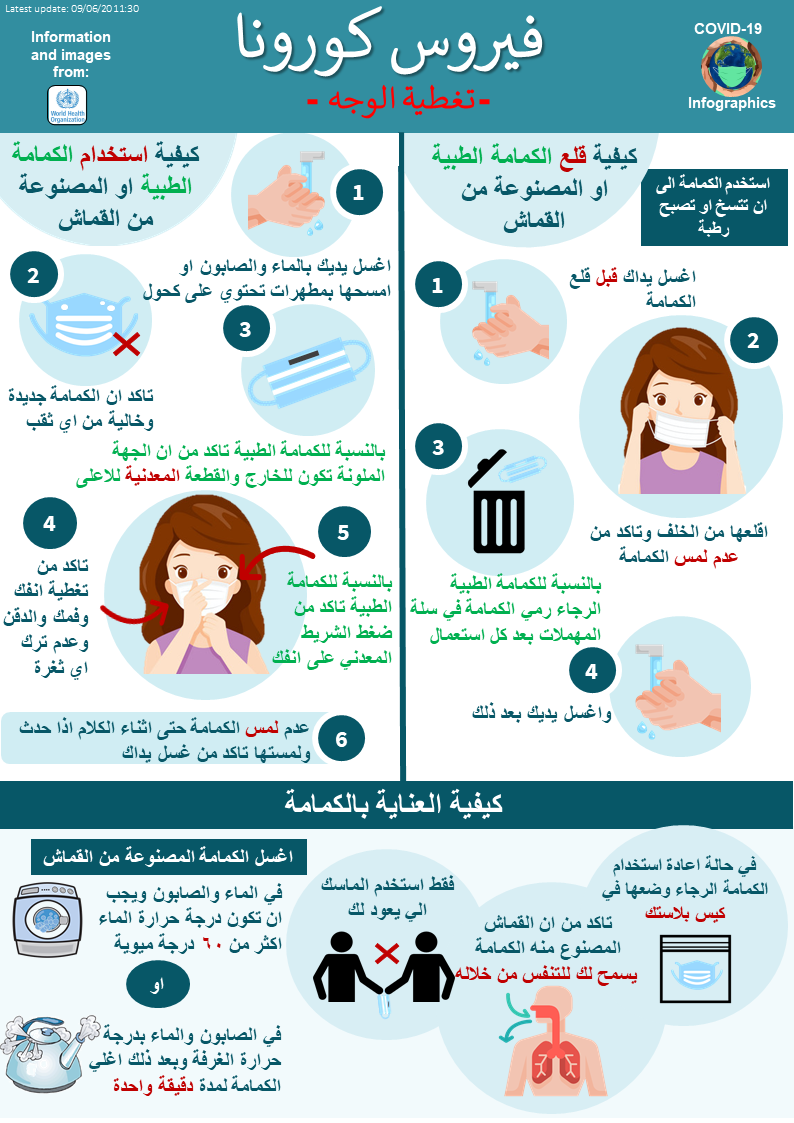 Latest update: 09/06/2011:30
Information
and images
from:
World Health
Organization
فيروس كورونا
- تغطية الوجه -
COVID-19
Infographics
كيفية استخدام الكمامة
الطبية او المصنوعة
من القماش
1
اغسل يديك بالماء والصابون او
امسحها بمطهرات تحتوي على كحول
2
تاكد ان الكمامة جديدة
وخالية من اي ثقب
3
بالنسبة للكمامة الطبية تاكد من ان الجهة
الملونة تكون للخارج والقطعة المعدنية للاعلى
4
تاكد من
تغطية انفك
وفمك والدقن
وعدم ترك
اي ثغرة
5
بالنسبة للكمامة
الطبية تاكد من
ضغط الشريط
المعدني على انفك
6
عدم لمس الكمامة حتى اثناء الكلام اذا حدث
ولمستها تاكد من غسل يداك
كيفية قلع الكمامة الطبية
او المصنوعة من
القماش
استخدم الكمامة الى
ان تتسخ او تصبح
رطبة
1
اغسل يداك قبل قلع
الكمامة
2
اقلعها من الخلف وتاكد من
عدم لمس الكمامة
3
بالنسبة للكمامة الطبية
الرجاء رمي الكمامة في سلة
المهملات بعد كل استعمال
4
واغسل يديك بعد ذلك
كيفية العناية بالكمامة
اغسل الكمامة المصنوعة من القماش
في الماء والصابون ويجب
ان تكون درجة حرارة الماء
اكثر من ٦٠ درجة ميوية
او
في الصابون والماء بدرجة
حرارة الغرفة وبعد ذلك اغلي
الكمامة لمدة دقيقة واحدة
فقط استخدم الماسك
الي يعود لك
تاكد من ان القماش
المصنوع منه الكمامة
يسمح لك للتنفس من خلاله
في حالة اعادة استخدام
الكمامة الرجاء وضعها في
كيس بلاستك